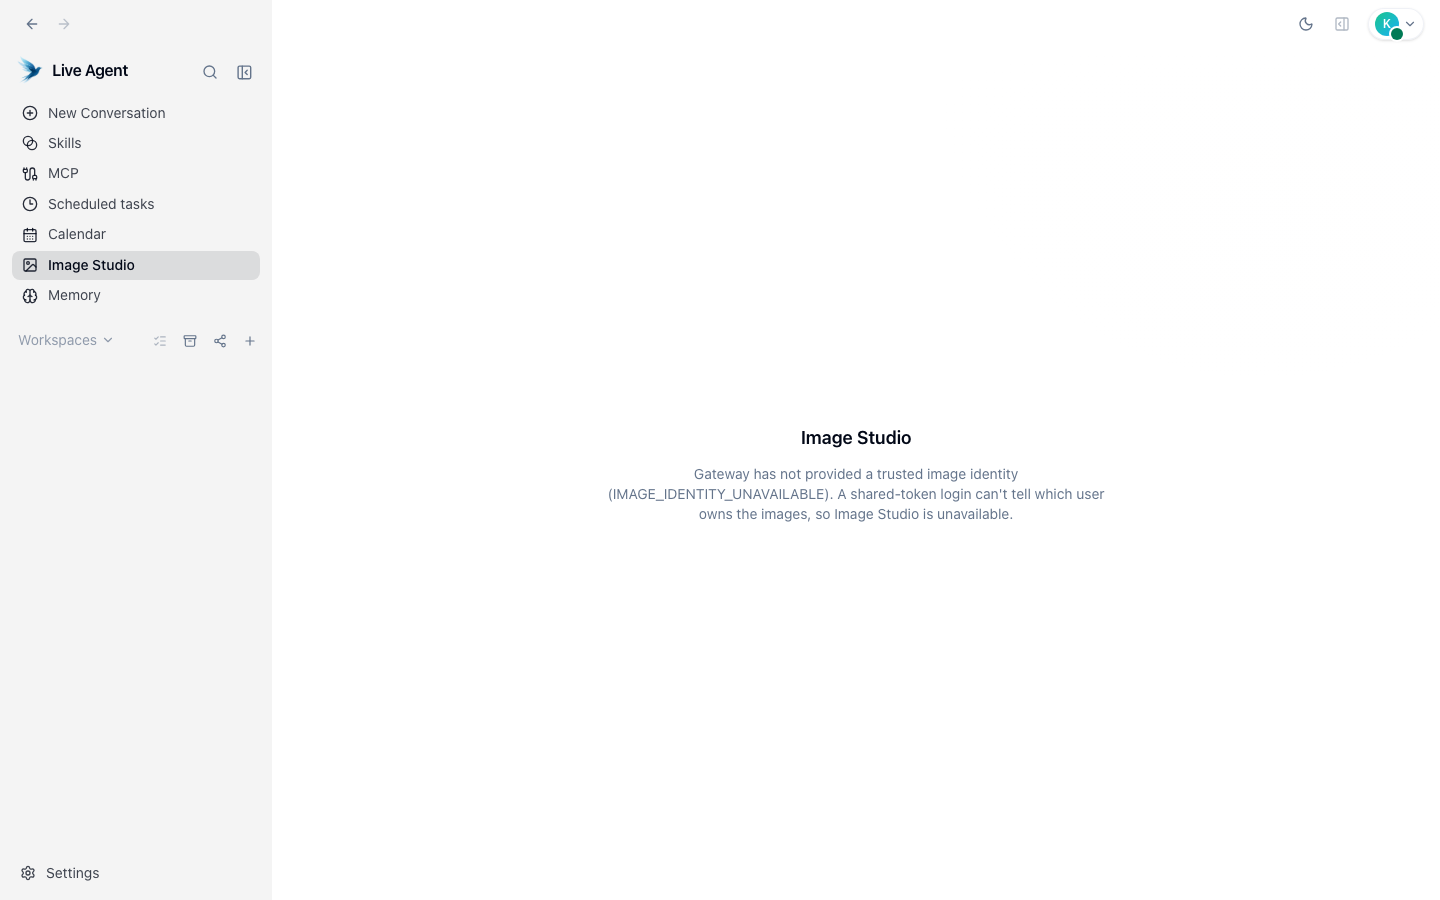 Live Agent
New Conversation
Skills
MCP
Scheduled tasks
Calendar
Image Studio
Memory
Workspaces
Settings
K
Image Studio
Gateway has not provided a trusted image identity
(IMAGE_IDENTITY_UNAVAILABLE). A shared-token login can't tell which user
owns the images, so Image Studio is unavailable.